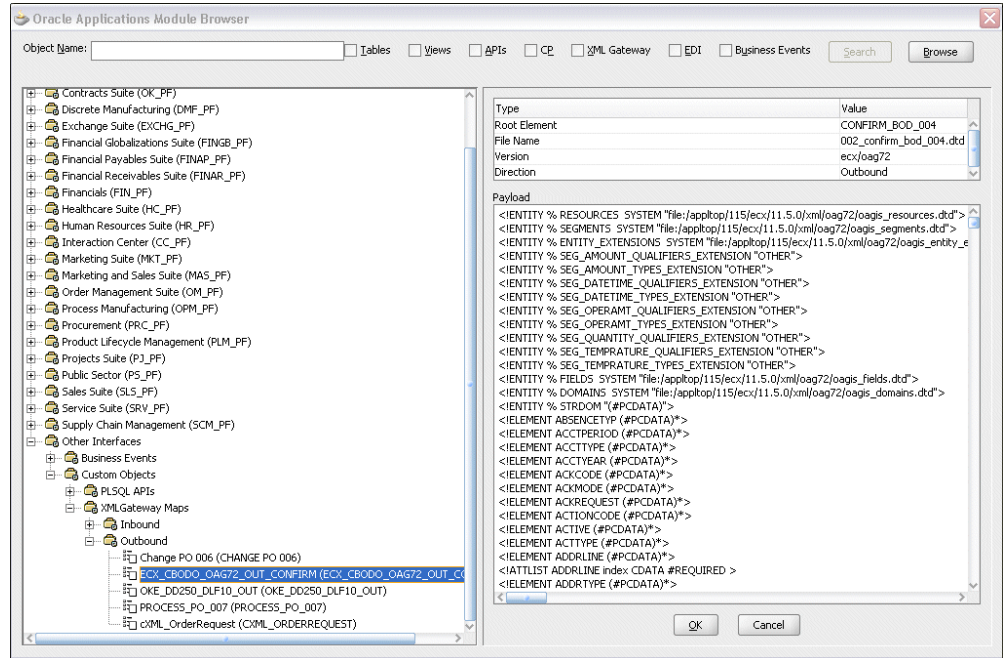 Oracle Applications Module Browser
Object Name:
Tables
Views
APIs
CP
XML Gateway
EDI
Business Events
Search
Browse
Contracts Suite (OK_PF)
Discrete Manufacturing (DMF_PF)
Exchange Suite (EXCHG_PF)
Financial Globalizations Suite (FINGB_PF)
Financial Payables Suite (FINAP_PF)
Financial Receivables Suite (FINAR_PF)
Financials (FIN_PF)
Healthcare Suite (HC_PF)
Human Resources Suite (HR_PF)
Interaction Center (CC_PF)
Marketing Suite (MKT_PF)
Marketing and Sales Suite (MAS_PF)
Order Management Suite (OM_PF)
Process Manufacturing (OPM_PF)
Procurement (PRC_PF)
Product Lifecycle Management (PLM_PF)
Projects Suite (PJ_PF)
Public Sector (PS_PF)
Sales Suite (SLS_PF)
Service Suite (SRV_PF)
Supply Chain Management (SCM_PF)
Other Interfaces
Business Events
Custom Objects
PLSQL APIs
XMLGateway Maps
Inbound
Outbound
Change PO 006 (CHANGE PO 006)
ECX_CBODO_OAG72_OUT_CONFIRM (ECX_CBODO_OAG72_OUT_CO
OKE_DD250_DLF10_OUT (OKE_DD250_DLF10_OUT)
PROCESS_PO_007 (PROCESS_PO_007)
cXML_OrderRequest (CXML_ORDERREQUEST)
Type Value
Root Element CONFIRM_BOD_004
File Name 002_confirm_bod_004.dtd
Version ecx/oag72
Direction Outbound
Payload
<!ENTITY % RESOURCES SYSTEM "file:/appltop/115/ecx/11.5.0/xml/oag72/oagis_resources.dtd">
<!ENTITY % SEGMENTS SYSTEM "file:/appltop/115/ecx/11.5.0/xml/oag72/oagis_segments.dtd">
<!ENTITY % ENTITY_EXTENSIONS SYSTEM "file:/appltop/115/ecx/11.5.0/xml/oag72/oagis_entity_e
<!ENTITY % SEG_AMOUNT_QUALIFIERS_EXTENSION "OTHER">
<!ENTITY % SEG_AMOUNT_TYPES_EXTENSION "OTHER">
<!ENTITY % SEG_DATETIME_QUALIFIERS_EXTENSION "OTHER">
<!ENTITY % SEG_DATETIME_TYPES_EXTENSION "OTHER">
<!ENTITY % SEG_OPERAMT_QUALIFIERS_EXTENSION "OTHER">
<!ENTITY % SEG_OPERAMT_TYPES_EXTENSION "OTHER">
<!ENTITY % SEG_QUANTITY_QUALIFIERS_EXTENSION "OTHER">
<!ENTITY % SEG_TEMPRATURE_QUALIFIERS_EXTENSION "OTHER">
<!ENTITY % SEG_TEMPRATURE_TYPES_EXTENSION "OTHER">
<!ENTITY % FIELDS SYSTEM "file:/appltop/115/ecx/11.5.0/xml/oag72/oagis_fields.dtd">
<!ENTITY % DOMAINS SYSTEM "file:/appltop/115/ecx/11.5.0/xml/oag72/oagis_domains.dtd">
<!ENTITY % STRDOM "(#PCDATA)">
<!ELEMENT ABSENCETYP (#PCDATA)*>
<!ELEMENT ACCTPERIOD (#PCDATA)*>
<!ELEMENT ACCTTYPE (#PCDATA)*>
<!ELEMENT ACCTYEAR (#PCDATA)*>
<!ELEMENT ACKCODE (#PCDATA)*>
<!ELEMENT ACKMODE (#PCDATA)*>
<!ELEMENT ACKREQUEST (#PCDATA)*>
<!ELEMENT ACTIONCODE (#PCDATA)*>
<!ELEMENT ACTIVE (#PCDATA)*>
<!ELEMENT ACTTYPE (#PCDATA)*>
<!ELEMENT ADDRLINE (#PCDATA)*>
<!ATTLIST ADDRLINE index CDATA #REQUIRED >
<!ELEMENT ADDRTYPE (#PCDATA)*>
OK
Cancel